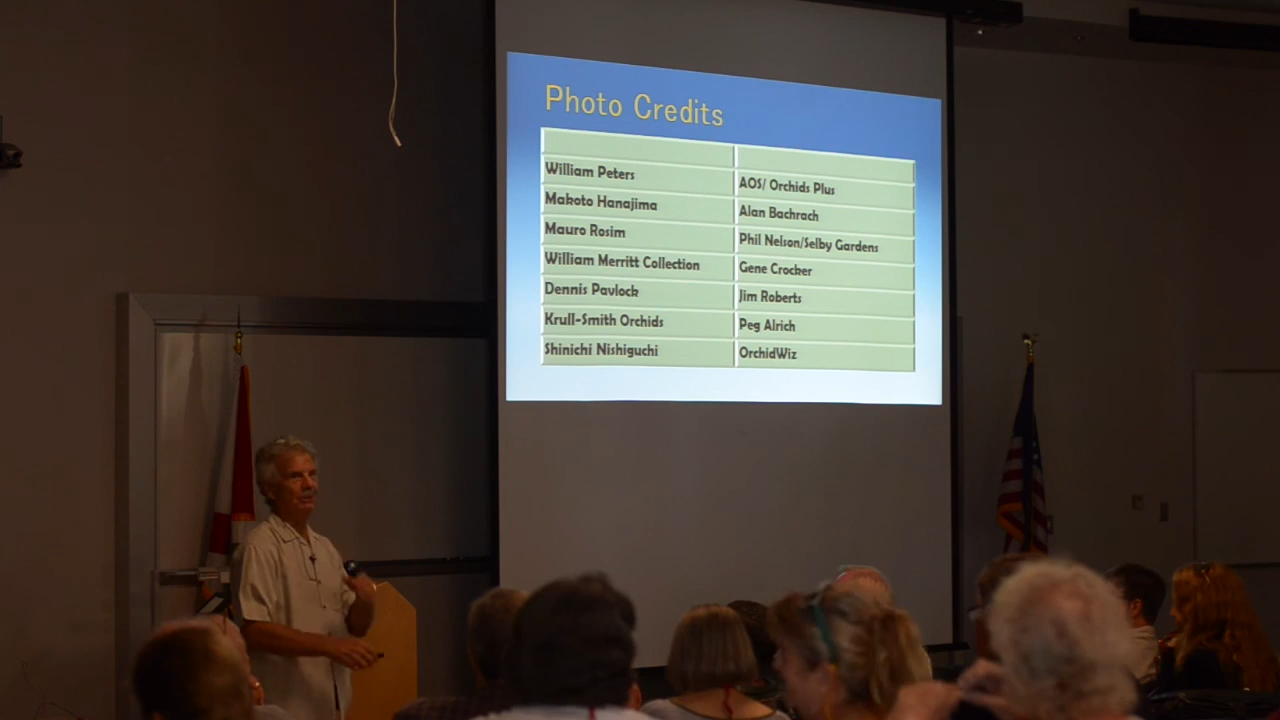 Photo Credits
William Peters
AOS/ Orchids Plus
Makoto Hanajima
Alan Bachrach
Mauro Rosim
Phil Nelson/Selby Gardens
William Merritt Collection
Gene Crocker
Dennis Pavlock
Jim Roberts
Krull-Smith Orchids
Peg Alrich
Shinichi Nishiguchi
OrchidWiz